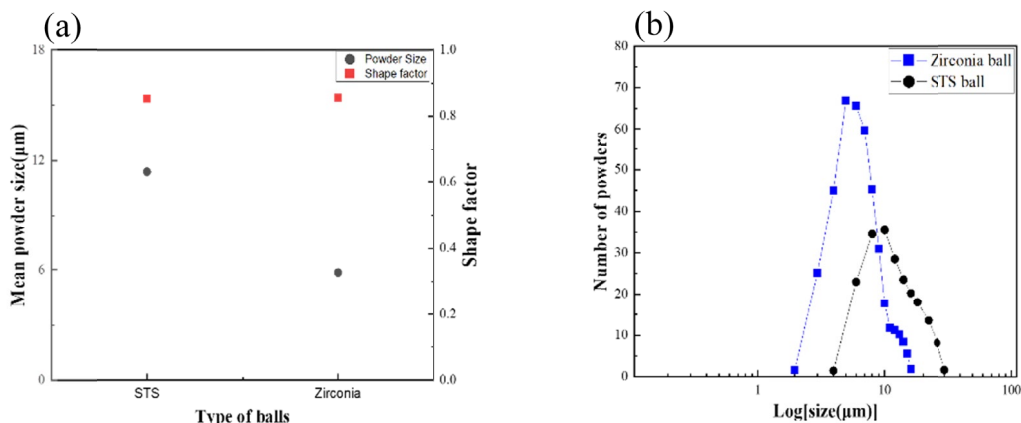 (a)
18
12
6
0
Mean powder size(µm)
1.0
0.8
0.6
0.4
0.2
0.0
Shape factor
Powder Size
Shape factor
STS
Zirconia
Type of balls
(b)
80
70
60
50
40
30
20
10
0
Number of powders
Zirconia ball
STS ball
1
10
100
Log[size(µm)]